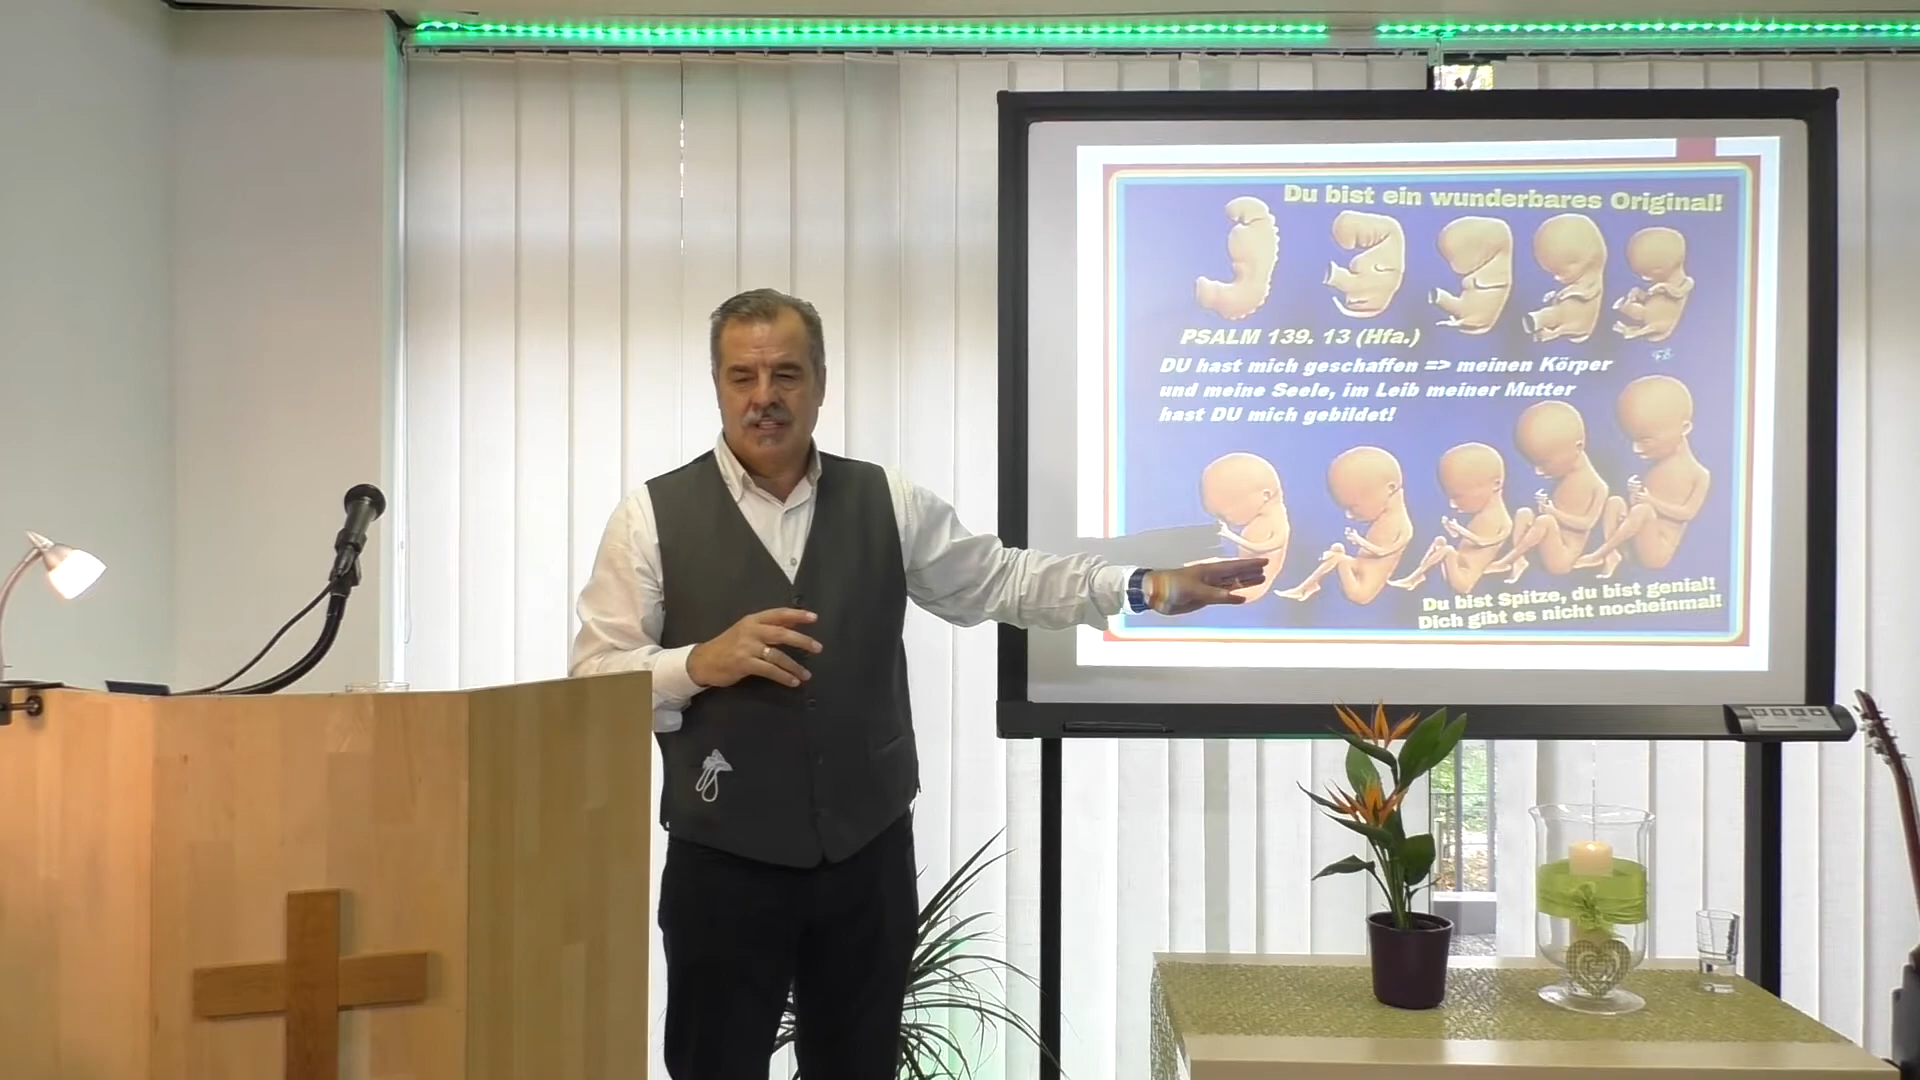 Du bist ein wunderbares Original!
PSALM 139. 13 (Hfa.)
DU hast mich geschaffen => meinen Körper
und meine Seele, im Leib meiner Mutter
hast DU mich gebildet!
Du bist Spitze, du bist genial!
Dich gibt es nicht nocheinmal!